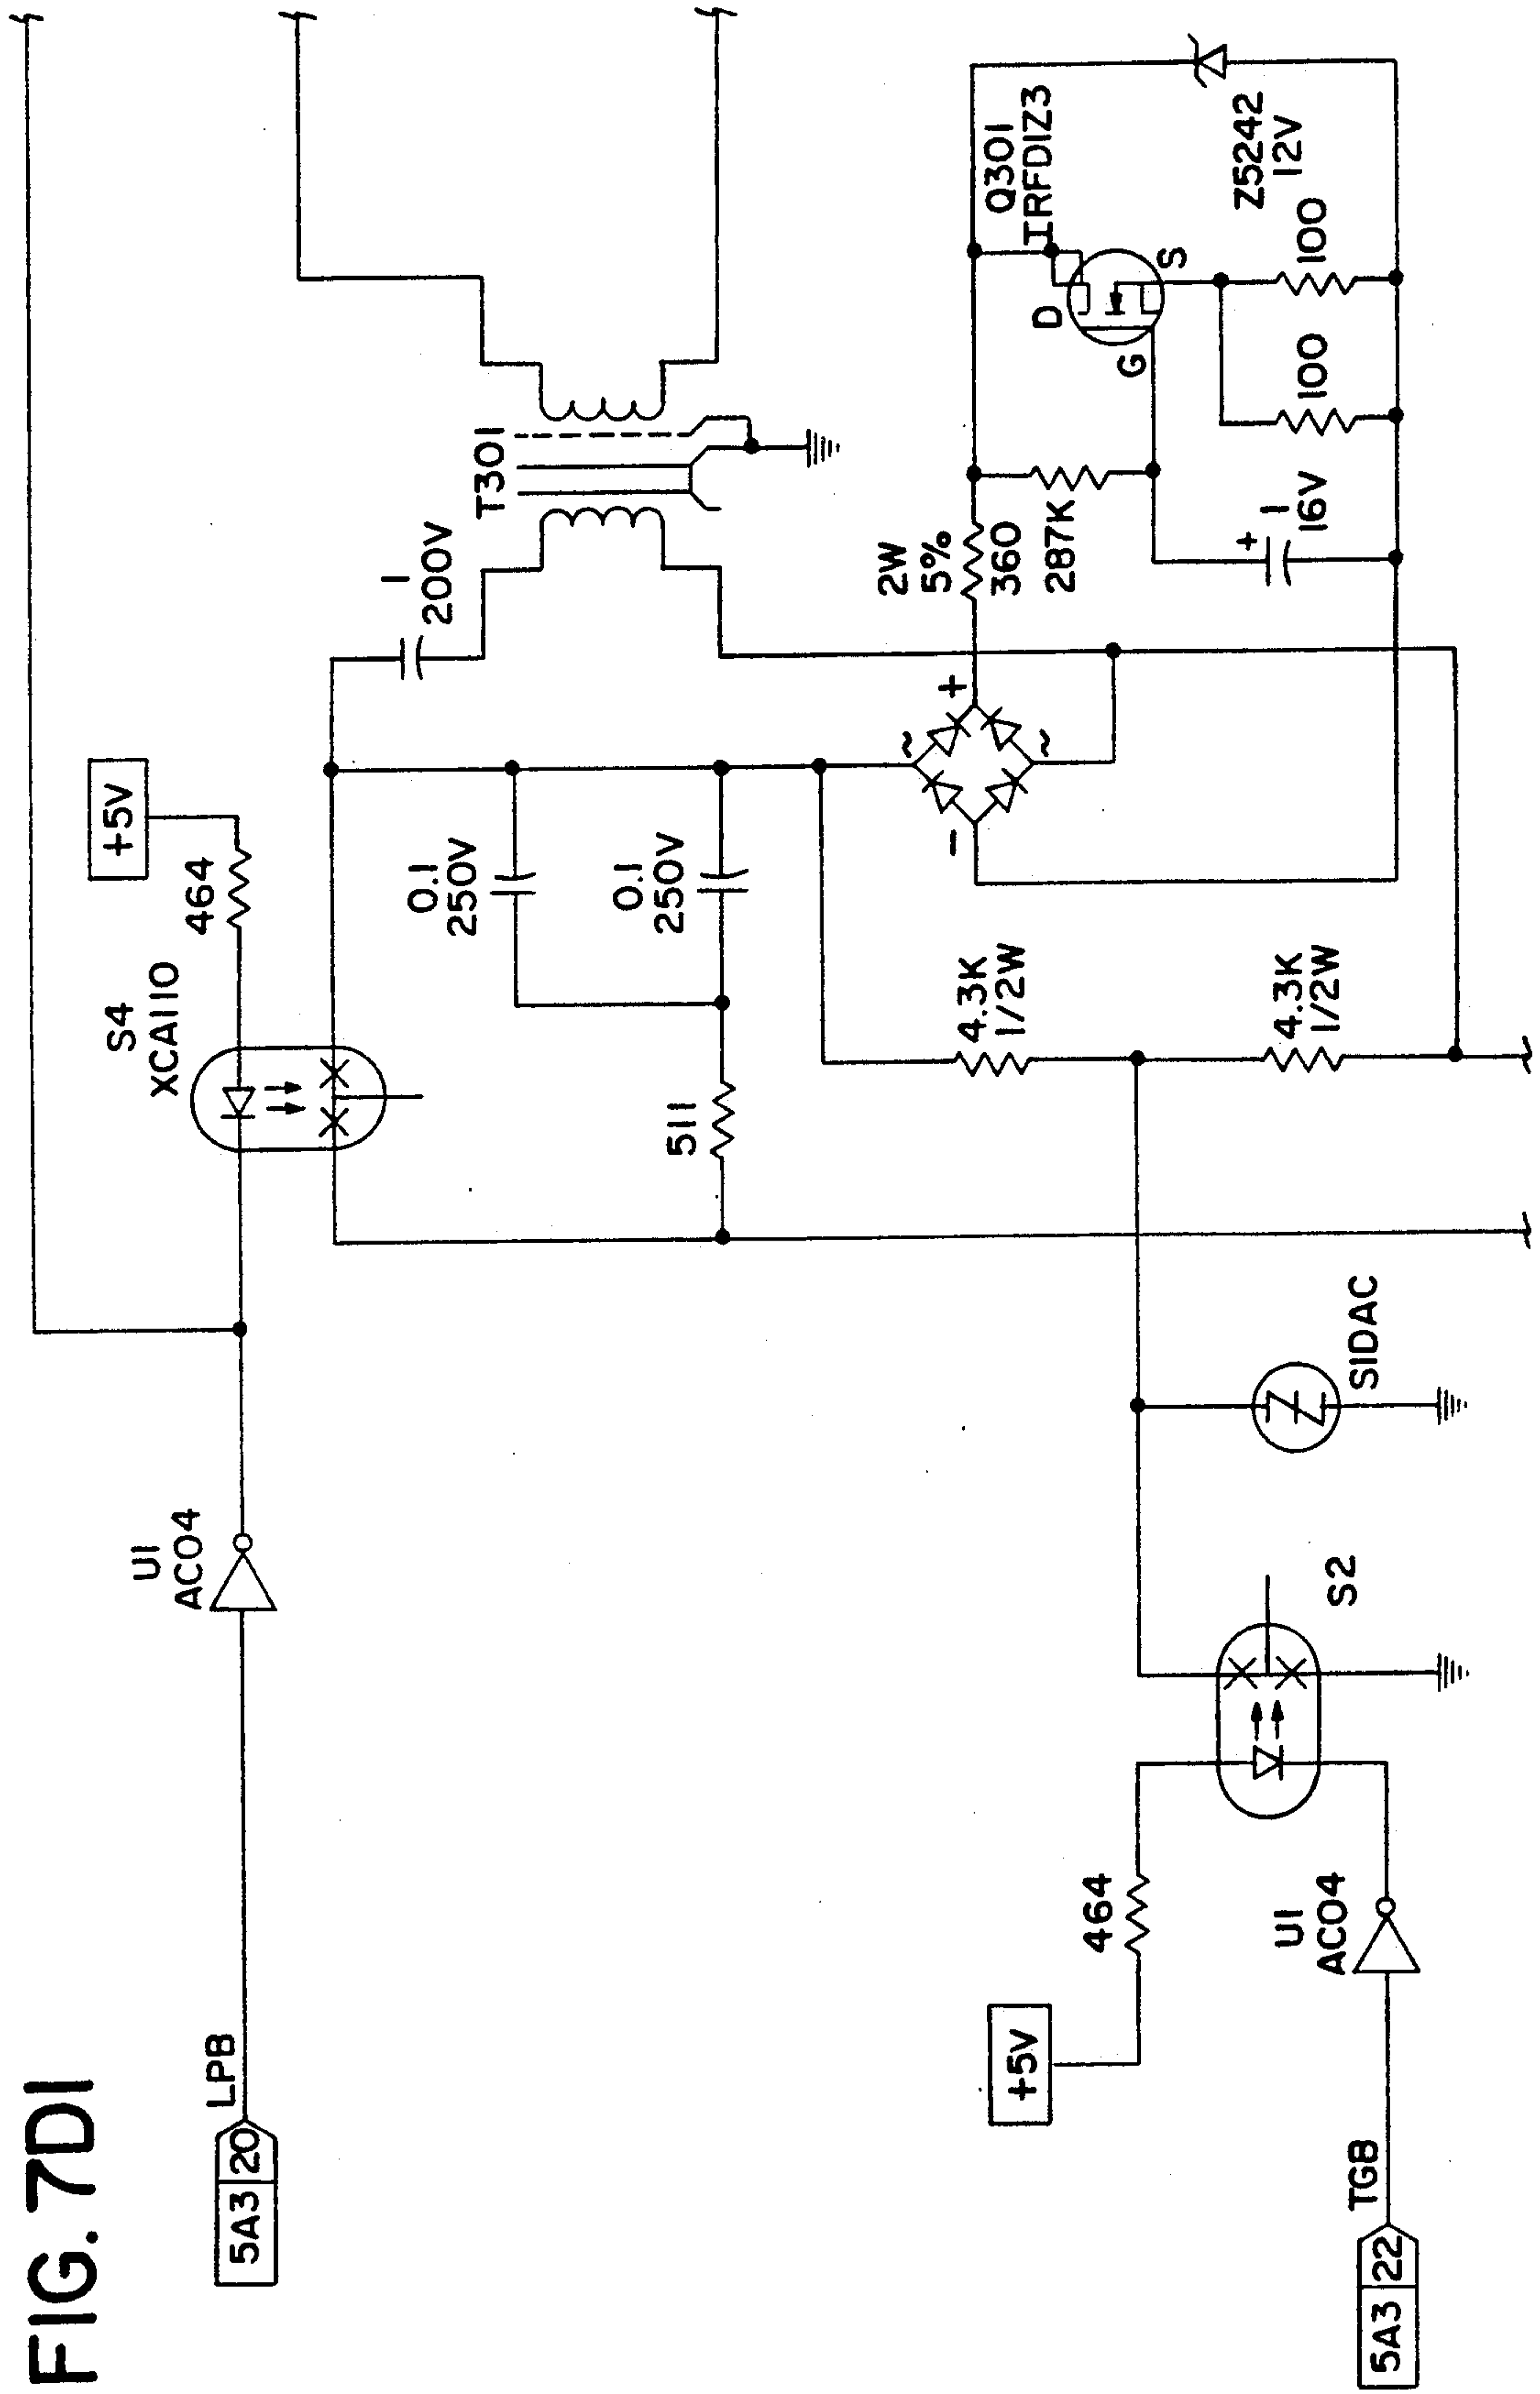 FIG. 7D1
5A3 20
LPB
U1
AC04
S4
XCA110
464
+5V
0.1
250V
0.1
250V
511
1
200V
T301
4.3K
1/2W
4.3K
1/2W
~
+
~
−
2W
5%
360
287K
+
1
16V
Q301
IRFD1Z3
D
G
S
100
100
Z5242
12V
5A3 22
TGB
U1
AC04
+5V
464
S2
SIDAC